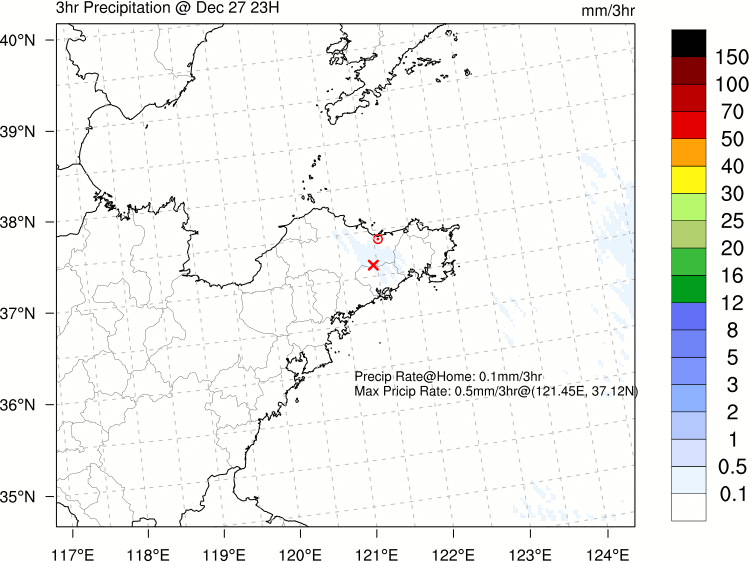 3hr Precipitation @ Dec 27 23H
mm/3hr
40°N
39°N
38°N
37°N
36°N
35°N
Precip Rate@Home: 0.1mm/3hr
Max Pricip Rate: 0.5mm/3hr@(121.45E, 37.12N)
117°E 118°E 119°E 120°E 121°E 122°E 123°E 124°E
150
100
70
50
40
30
25
20
16
12
8
5
3
2
1
0.5
0.1